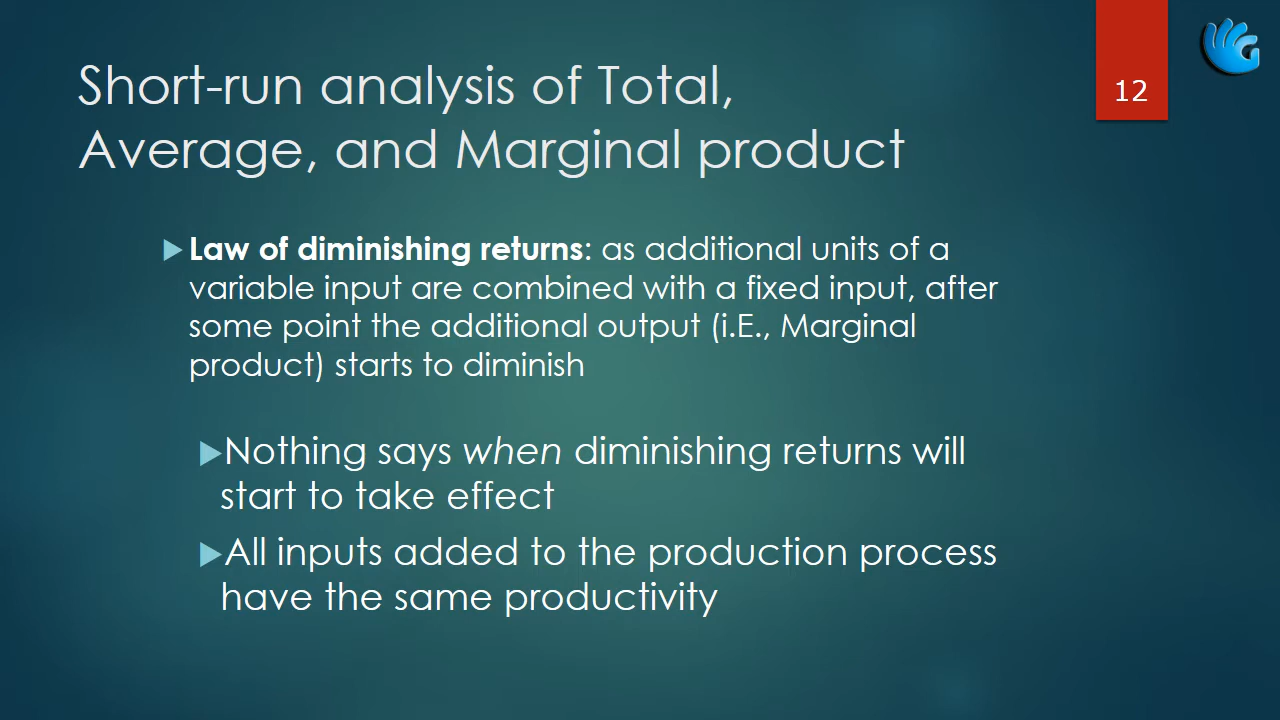 Short-run analysis of Total,
Average, and Marginal product
12
Law of diminishing returns: as additional units of a
variable input are combined with a fixed input, after
some point the additional output (i.E., Marginal
product) starts to diminish
Nothing says when diminishing returns will
start to take effect
All inputs added to the production process
have the same productivity